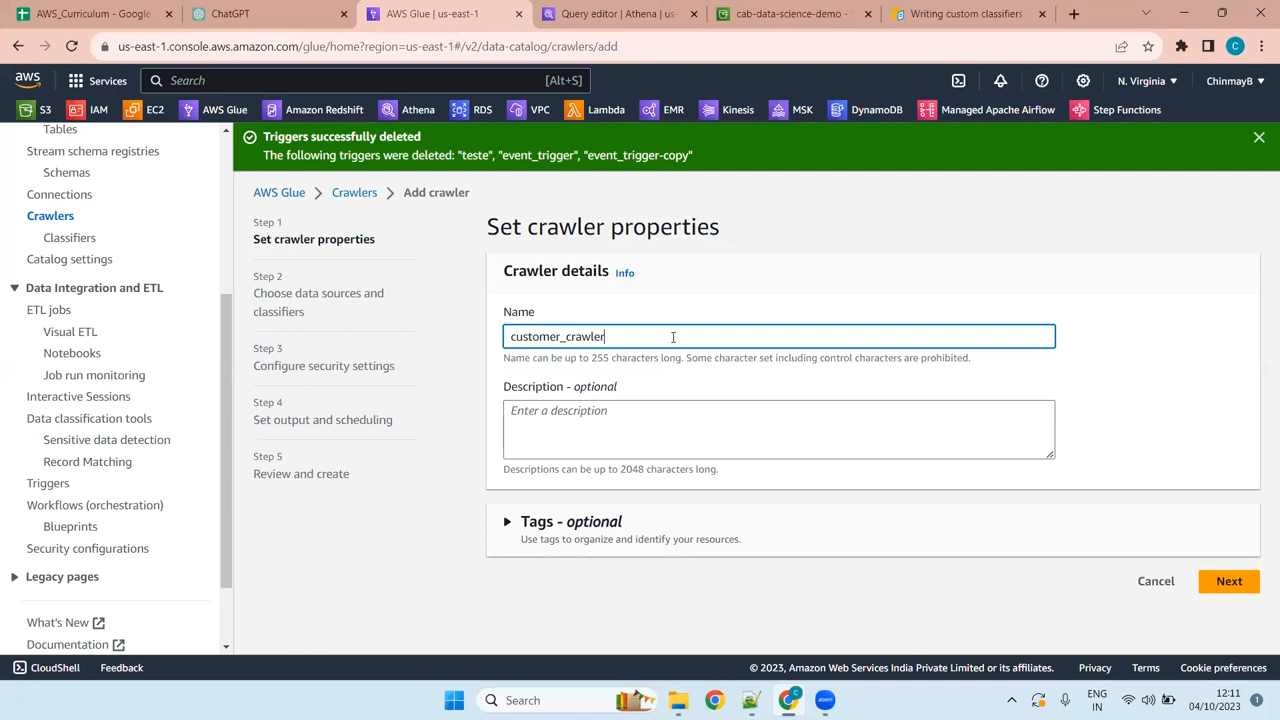 AWS_Curriculum - Google
ChatGPT
AWS Glue | us-east-1
Query editor | Athena | us-
cab-data-science-demo -
Writing custom classifiers
us-east-1.console.aws.amazon.com/glue/home?region=us-east-1#/v2/data-catalog/crawlers/add
C
aws
Services
Search
[Alt+S]
N. Virginia
ChinmayB
S3
IAM
EC2
AWS Glue
Amazon Redshift
Athena
RDS
VPC
Lambda
EMR
Kinesis
MSK
DynamoDB
Managed Apache Airflow
Step Functions
Tables
Stream schema registries
Schemas
Connections
Crawlers
Classifiers
Catalog settings
Data Integration and ETL
ETL jobs
Visual ETL
Notebooks
Job run monitoring
Interactive Sessions
Data classification tools
Sensitive data detection
Record Matching
Triggers
Workflows (orchestration)
Blueprints
Security configurations
Legacy pages
What's New
Documentation
Triggers successfully deleted
The following triggers were deleted: "teste", "event_trigger", "event_trigger-copy"
AWS Glue
Crawlers
Add crawler
Step 1
Set crawler properties
Step 2
Choose data sources and
classifiers
Step 3
Configure security settings
Step 4
Set output and scheduling
Step 5
Review and create
Set crawler properties
Crawler details Info
Name
customer_crawler
Name can be up to 255 characters long. Some character set including control characters are prohibited.
Description - optional
Enter a description
Descriptions can be up to 2048 characters long.
Tags - optional
Use tags to organize and identify your resources.
Cancel
Next
CloudShell
Feedback
© 2023, Amazon Web Services India Private Limited or its affiliates.
Privacy
Terms
Cookie preferences
Search
C
zoom
ENG
IN
12:11
04/10/2023
1